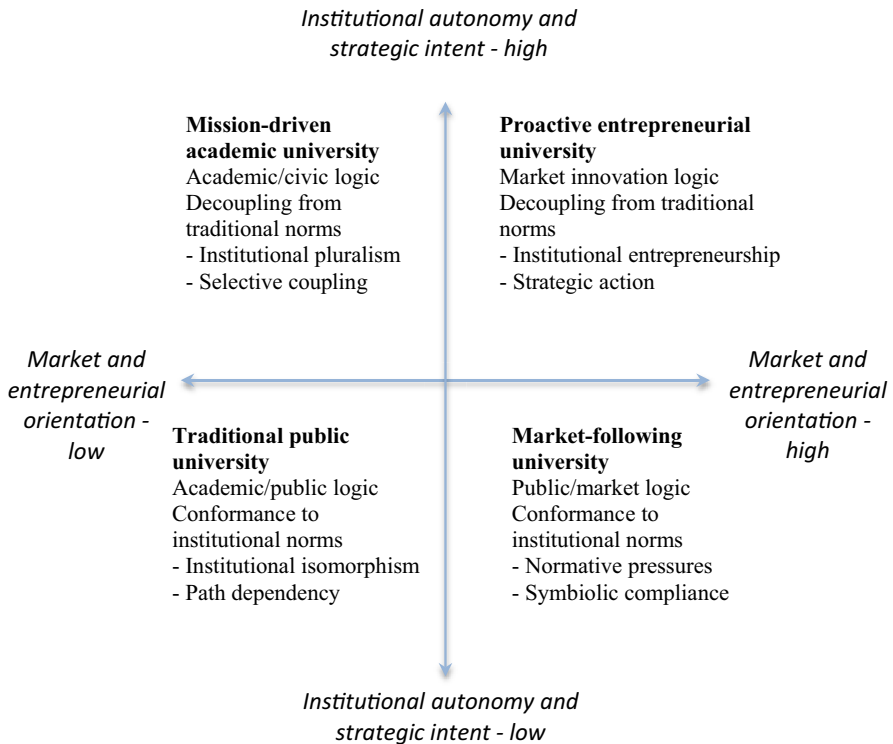 Institutional autonomy and
strategic intent - high
Mission-driven
academic university
Academic/civic logic
Decoupling from
traditional norms
- Institutional pluralism
- Selective coupling
Proactive entrepreneurial
university
Market innovation logic
Decoupling from traditional
norms
- Institutional entrepreneurship
- Strategic action
Market and
entrepreneurial
orientation -
low
Market and
entrepreneurial
orientation -
high
Traditional public
university
Academic/public logic
Conformance to
institutional norms
- Institutional isomorphism
- Path dependency
Market-following
university
Public/market logic
Conformance to
institutional norms
- Normative pressures
- Symbiolic compliance
Institutional autonomy and
strategic intent - low